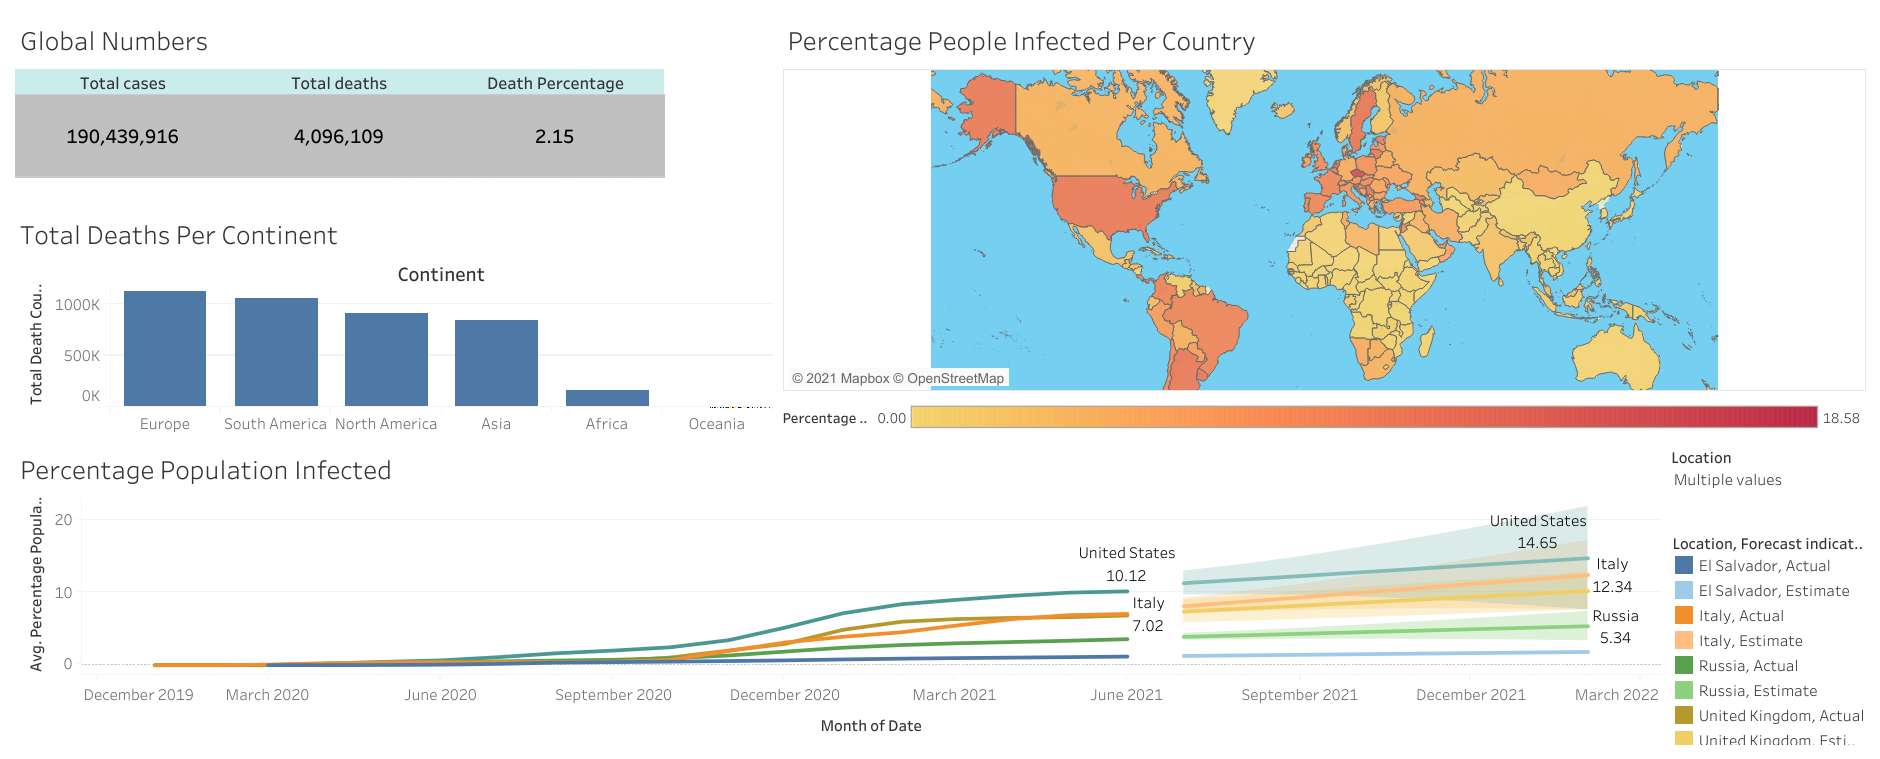 Global Numbers
Total cases Total deaths Death Percentage
190,439,916 4,096,109 2.15
Total Deaths Per Continent
Continent
Total Death Cou..
1000K
500K
0K
Europe South America North America Asia Africa Oceania
Percentage People Infected Per Country
© 2021 Mapbox © OpenStreetMap
Percentage .. 0.00 18.58
Percentage Population Infected
Avg. Percentage Popula..
20
10
0
United States
10.12
Italy
7.02
United States
14.65
Italy
12.34
Russia
5.34
December 2019 March 2020 June 2020 September 2020 December 2020 March 2021 June 2021 September 2021 December 2021 March 2022
Month of Date
Location
Multiple values
Location, Forecast indicat..
El Salvador, Actual
El Salvador, Estimate
Italy, Actual
Italy, Estimate
Russia, Actual
Russia, Estimate
United Kingdom, Actual
United Kingdom, Esti..